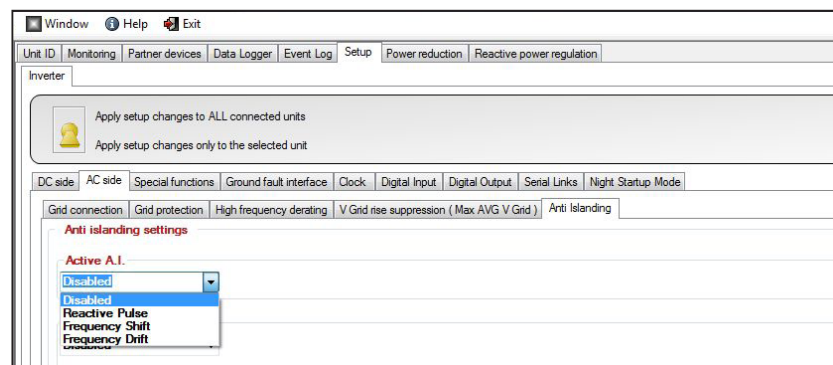 Window Help Exit
Unit ID Monitoring Partner devices Data Logger Event Log Setup Power reduction Reactive power regulation
Inverter
Apply setup changes to ALL connected units
Apply setup changes only to the selected unit
DC side AC side Special functions Ground fault interface Clock Digital Input Digital Output Serial Links Night Startup Mode
Grid connection Grid protection High frequency derating V Grid rise suppression ( Max AVG V Grid ) Anti Islanding
Anti islanding settings
Active A.I.
Disabled
Disabled
Reactive Pulse
Frequency Shift
Frequency Drift